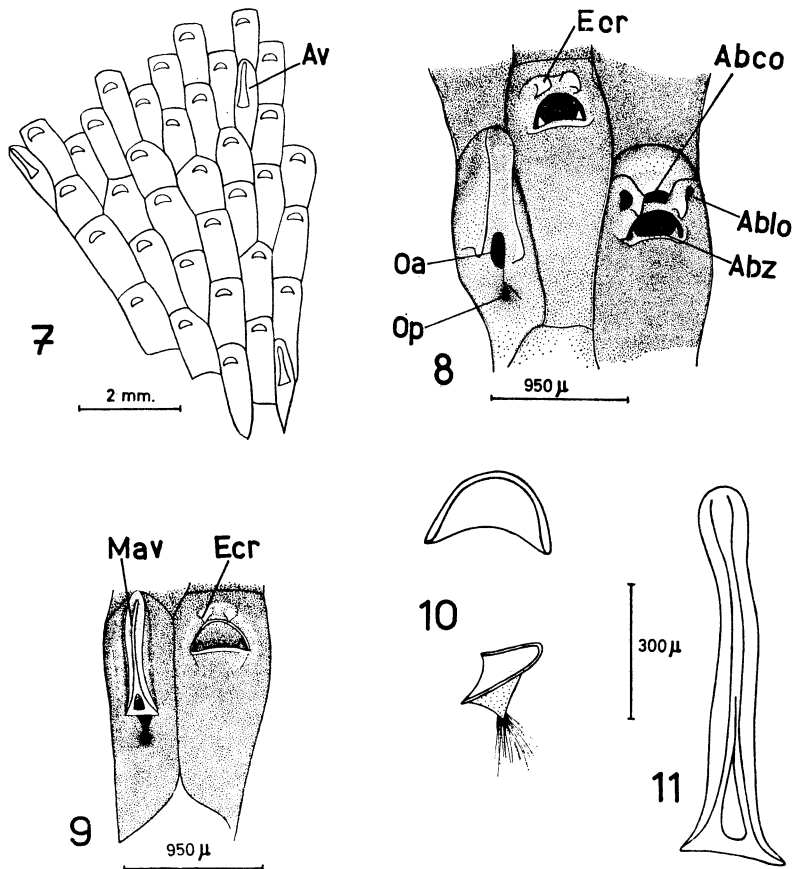 Av
7
2 mm.
Ecr
Abco
Ablo
Abz
Oa
Op
8
950 μ
Mav
Ecr
9
950 μ
10
300 μ
11